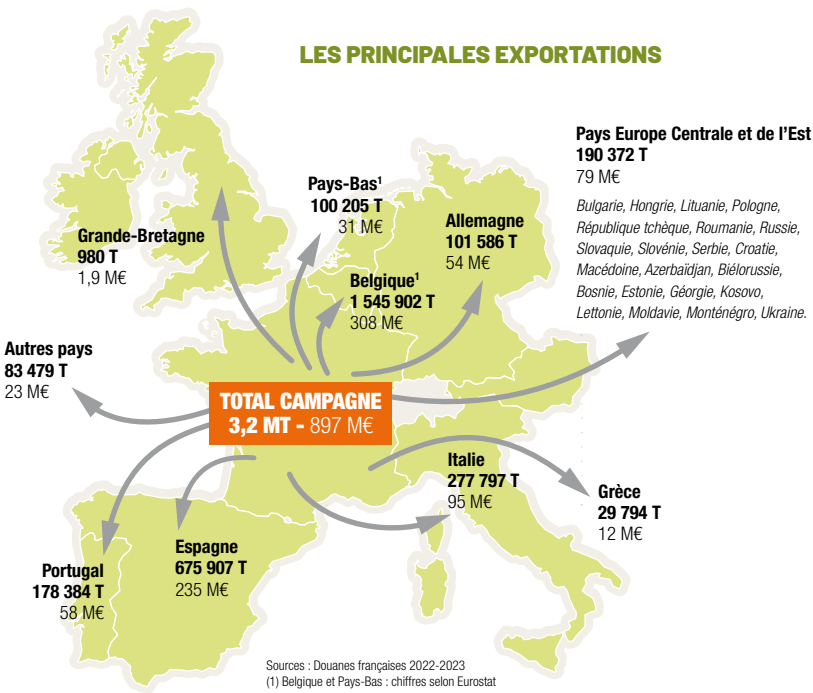 LES PRINCIPALES EXPORTATIONS
Pays Europe Centrale et de l'Est
190 372 T
79 M€
Bulgarie, Hongrie, Lituanie, Pologne,
République tchèque, Roumanie, Russie,
Slovaquie, Slovénie, Serbie, Croatie,
Macédoine, Azerbaïdjan, Biélorussie,
Bosnie, Estonie, Géorgie, Kosovo,
Lettonie, Moldavie, Monténégro, Ukraine.
Pays-Bas¹
100 205 T
31 M€
Allemagne
101 586 T
54 M€
Grande-Bretagne
980 T
1,9 M€
Belgique¹
1 545 902 T
308 M€
Autres pays
83 479 T
23 M€
TOTAL CAMPAGNE
3,2 MT - 897 M€
Italie
277 797 T
95 M€
Grèce
29 794 T
12 M€
Espagne
675 907 T
235 M€
Portugal
178 384 T
58 M€
Sources : Douanes françaises 2022-2023
(1) Belgique et Pays-Bas : chiffres selon Eurostat